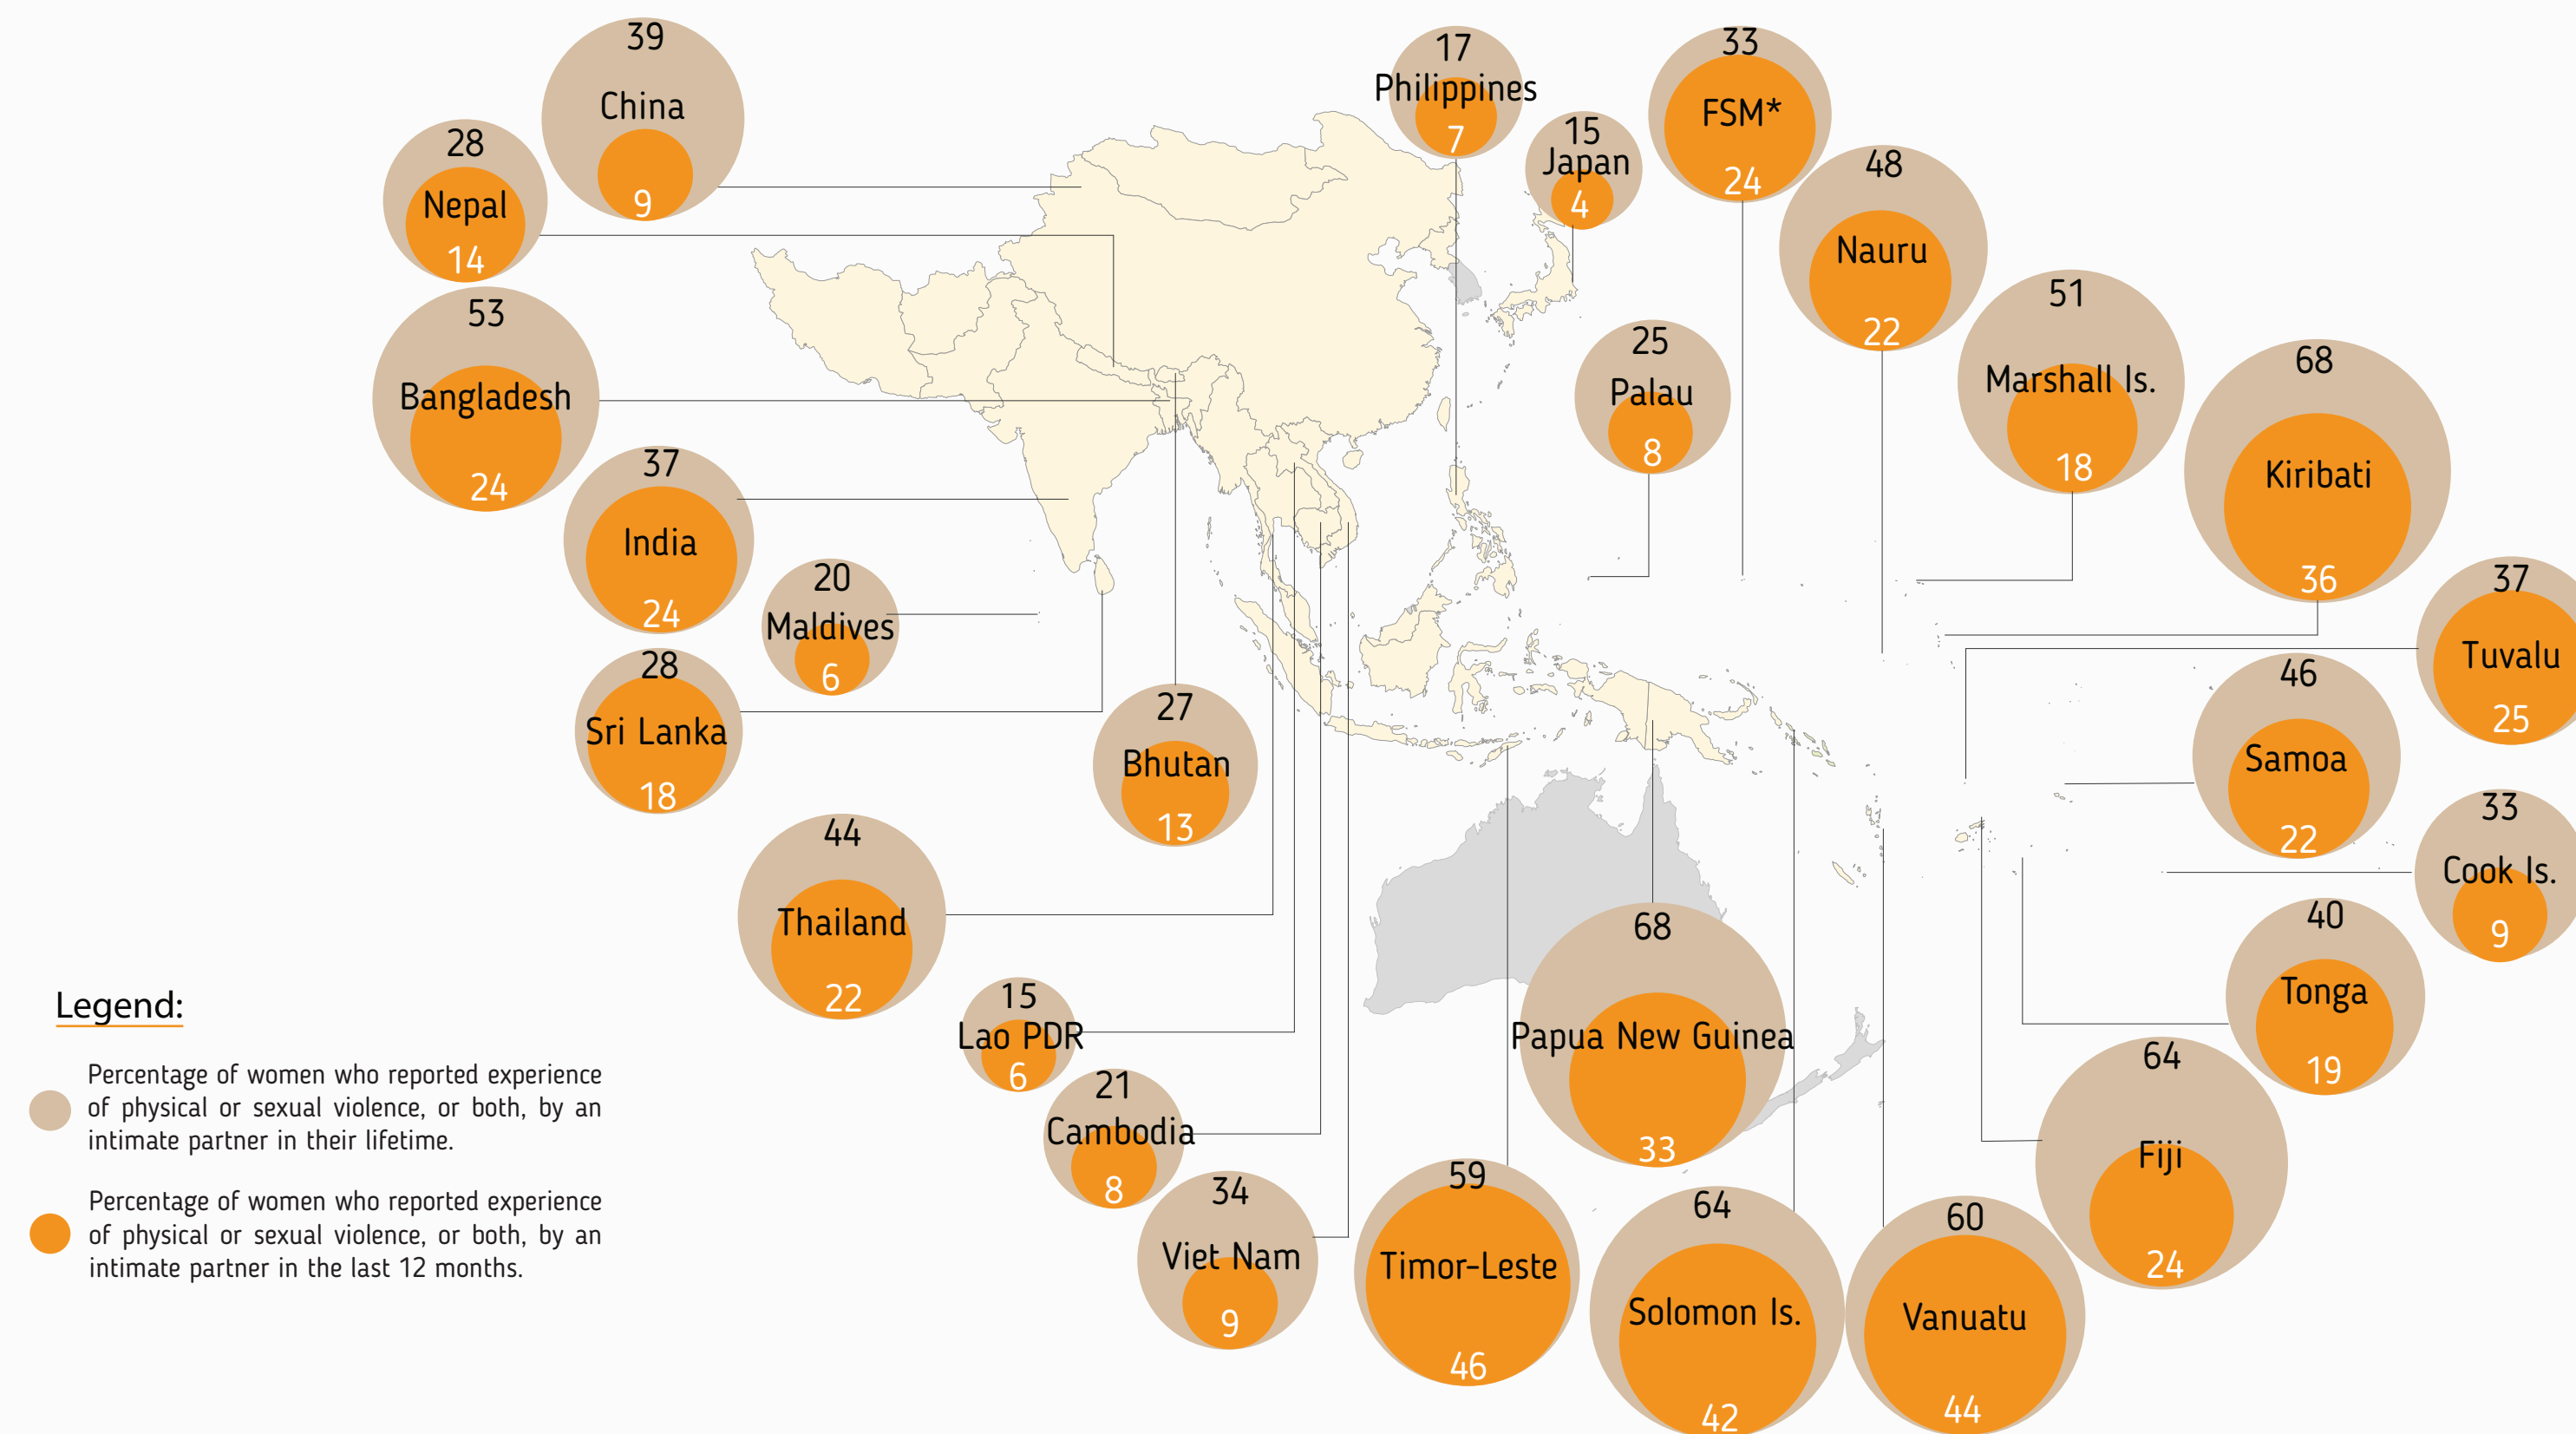 39
China
9
28
Nepal
14
53
Bangladesh
24
37
India
24
20
Maldives
6
28
Sri Lanka
18
27
Bhutan
13
44
Thailand
22
15
Lao PDR
6
21
Cambodia
8
34
Viet Nam
9
17
Philippines
7
15
Japan
4
33
FSM*
24
48
Nauru
22
25
Palau
8
51
Marshall Is.
18
68
Kiribati
36
37
Tuvalu
25
46
Samoa
22
33
Cook Is.
9
40
Tonga
19
64
Fiji
24
68
Papua New Guinea
33
59
Timor-Leste
46
64
Solomon Is.
42
60
Vanuatu
44
Legend:
Percentage of women who reported experience
of physical or sexual violence, or both, by an
intimate partner in their lifetime.
Percentage of women who reported experience
of physical or sexual violence, or both, by an
intimate partner in the last 12 months.